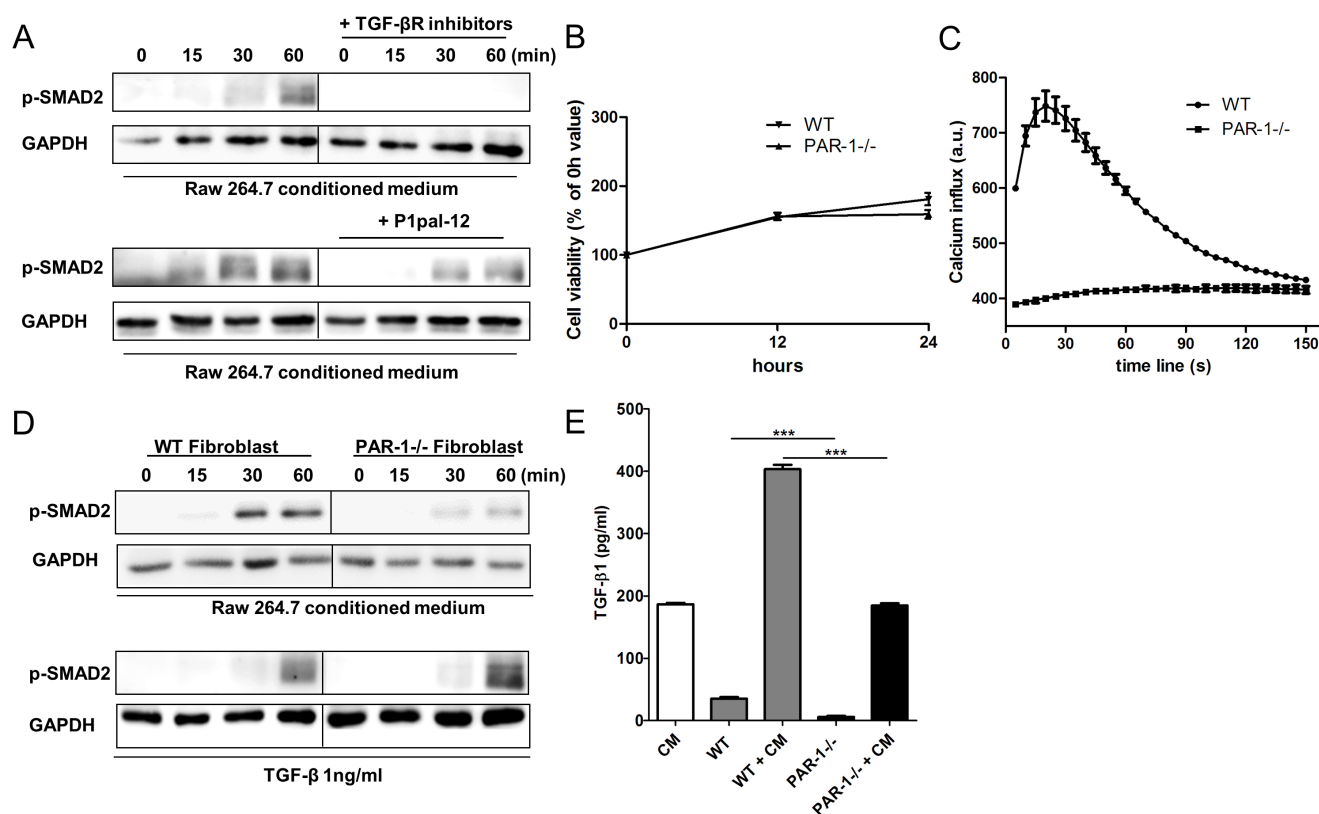 A
+ TGF-βR inhibitors
0 15 30 60 0 15 30 60 (min)
p-SMAD2
GAPDH
Raw 264.7 conditioned medium
+ P1pal-12
p-SMAD2
GAPDH
Raw 264.7 conditioned medium
B
Cell viability (% of 0h value)
300
200
100
0
0 12 24
hours
WT
PAR-1-/-
C
Calcium influx (a.u.)
800
700
600
500
400
0 30 60 90 120 150
time line (s)
WT
PAR-1-/-
D
WT Fibroblast PAR-1-/- Fibroblast
0 15 30 60 0 15 30 60 (min)
p-SMAD2
GAPDH
Raw 264.7 conditioned medium
p-SMAD2
GAPDH
TGF-β 1ng/ml
E
TGF-β1 (pg/ml)
500
400
300
200
100
0
***
***
CM
WT
WT + CM
PAR-1-/-
PAR-1-/- + CM